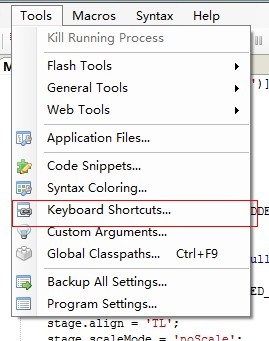 Tools Macros Syntax Help
Kill Running Process
Flash Tools
General Tools
Web Tools
Application Files...
Code Snippets...
Syntax Coloring...
Keyboard Shortcuts...
Custom Arguments...
Global Classpaths... Ctrl+F9
Backup All Settings...
Program Settings...
stage.align = 'TL';
stage.scaleMode = 'noScale';